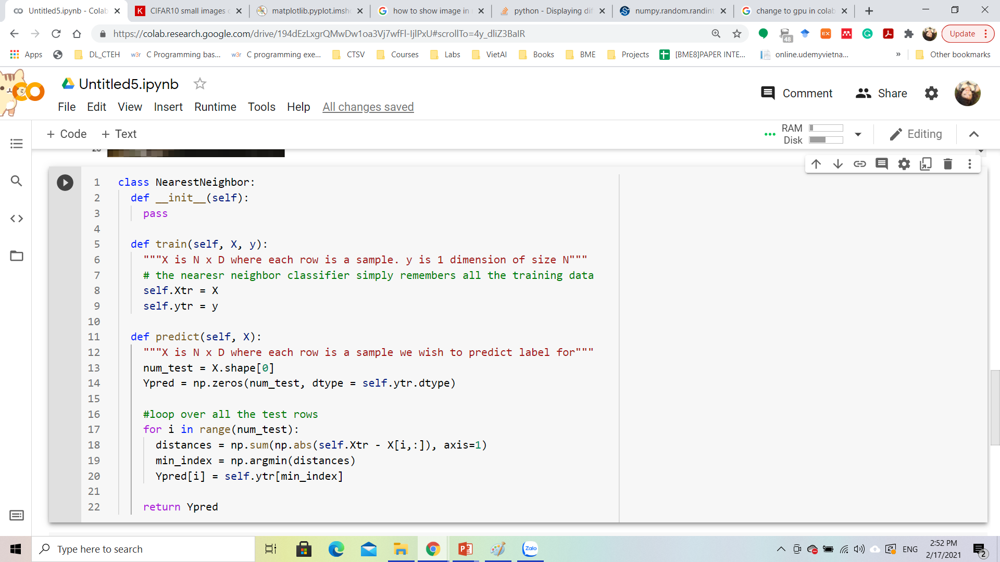 Untitled5.ipynb - Colab
CIFAR10 small images c
matplotlib.pyplot.imsh
how to show image in
python - Displaying dif
numpy.random.randint
change to gpu in colab
https://colab.research.google.com/drive/194dEzLxgrQMwDw1oa3Vj7wfFl-IjlPxU#scrollTo=4y_dliZ3BaIR
48
EX
Update
Apps
DL_CTEH
w3r C Programming bas...
w3r C programming exe...
CTSV
Courses
Labs
VietAI
Books
BME
Projects
[BME8]PAPER INTE...
online.udemyvietna...
»
Other bookmarks
Untitled5.ipynb
Comment
Share
File Edit View Insert Runtime Tools Help All changes saved
+ Code + Text
RAM
Disk
Editing
1 class NearestNeighbor:
2 def __init__(self):
3 pass
4
5 def train(self, X, y):
6 """X is N x D where each row is a sample. y is 1 dimension of size N"""
7 # the nearesr neighbor classifier simply remembers all the training data
8 self.Xtr = X
9 self.ytr = y
10
11 def predict(self, X):
12 """X is N x D where each row is a sample we wish to predict label for"""
13 num_test = X.shape[0]
14 Ypred = np.zeros(num_test, dtype = self.ytr.dtype)
15
16 #loop over all the test rows
17 for i in range(num_test):
18 distances = np.sum(np.abs(self.Xtr - X[i,:]), axis=1)
19 min_index = np.argmin(distances)
20 Ypred[i] = self.ytr[min_index]
21
22 return Ypred
Type here to search
Zalo
ENG
2:52 PM
2/17/2021
2